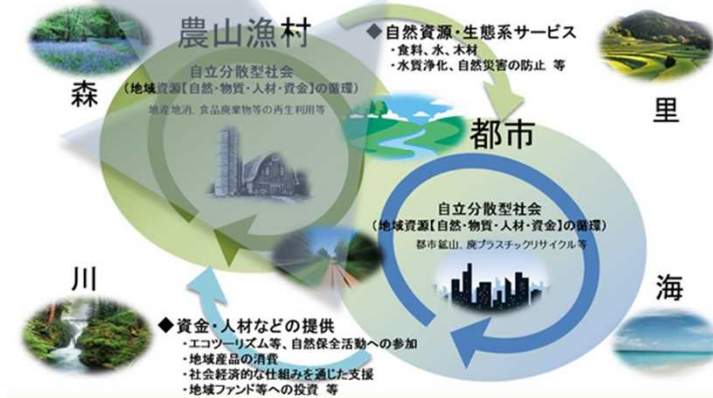 農山漁村
自立分散型社会
(地域資源【自然・物質・人材・資金】の循環)
地産地消、食品廃棄物等の再生利用等
◆自然資源・生態系サービス
・食料、水、木材
・水質浄化、自然災害の防止 等
森
里
都市
自立分散型社会
(地域資源【自然・物質・人材・資金】の循環)
都市鉱山、廃プラスチックリサイクル等
川
海
◆資金・人材などの提供
・エコツーリズム等、自然保全活動への参加
・地域産品の消費
・社会経済的な仕組みを通じた支援
・地域ファンド等への投資 等